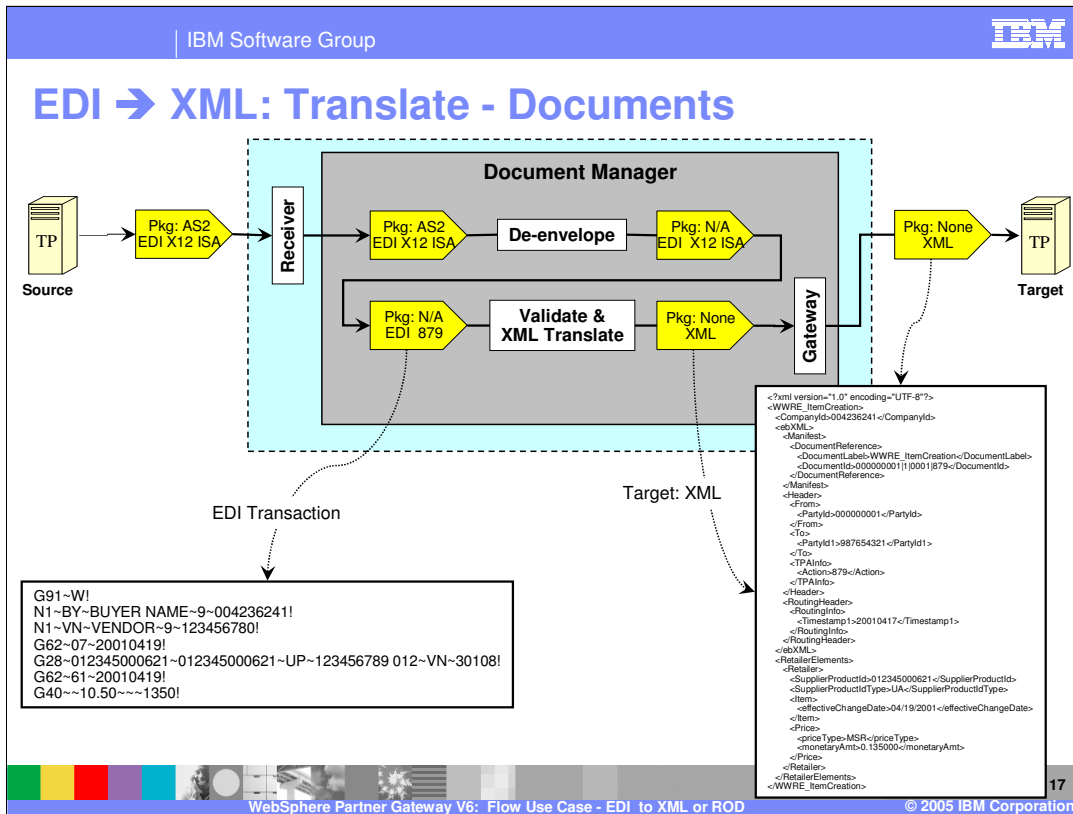 IBM Software Group
IBM
EDI ➔ XML: Translate - Documents
Document Manager
TP
Source
Pkg: AS2
EDI X12 ISA
Receiver
Pkg: AS2
EDI X12 ISA
De-envelope
Pkg: N/A
EDI X12 ISA
Pkg: N/A
EDI 879
Validate &
XML Translate
Pkg: None
XML
Gateway
Pkg: None
XML
TP
Target
EDI Transaction
Target: XML
G91~W!
N1~BY~BUYER NAME~9~004236241!
N1~VN~VENDOR~9~123456780!
G62~07~20010419!
G28~012345000621~012345000621~UP~123456789 012~VN~30108!
G62~61~20010419!
G40~~10.50~~~1350!
<?xml version="1.0" encoding="UTF-8"?>
<WWRE_ItemCreation>
<CompanyId>004236241</CompanyId>
<ebXML>
<Manifest>
<DocumentReference>
<DocumentLabel>WWRE_ItemCreation</DocumentLabel>
<DocumentId>000000001|1|0001|879</DocumentId>
</DocumentReference>
</Manifest>
<Header>
<From>
<PartyId>000000001</PartyId>
</From>
<To>
<PartyId1>987654321</PartyId1>
</To>
<TPAInfo>
<Action>879</Action>
</TPAInfo>
</Header>
<RoutingHeader>
<RoutingInfo>
<Timestamp1>20010417</Timestamp1>
</RoutingInfo>
</RoutingHeader>
</ebXML>
<RetailerElements>
<Retailer>
<SupplierProductId>012345000621</SupplierProductId>
<SupplierProductIdType>UA</SupplierProductIdType>
<Item>
<effectiveChangeDate>04/19/2001</effectiveChangeDate>
</Item>
<Price>
<priceType>MSR</priceType>
<monetaryAmt>0.135000</monetaryAmt>
</Price>
</Retailer>
</RetailerElements>
</WWRE_ItemCreation>
17
WebSphere Partner Gateway V6: Flow Use Case - EDI to XML or ROD
© 2005 IBM Corporation